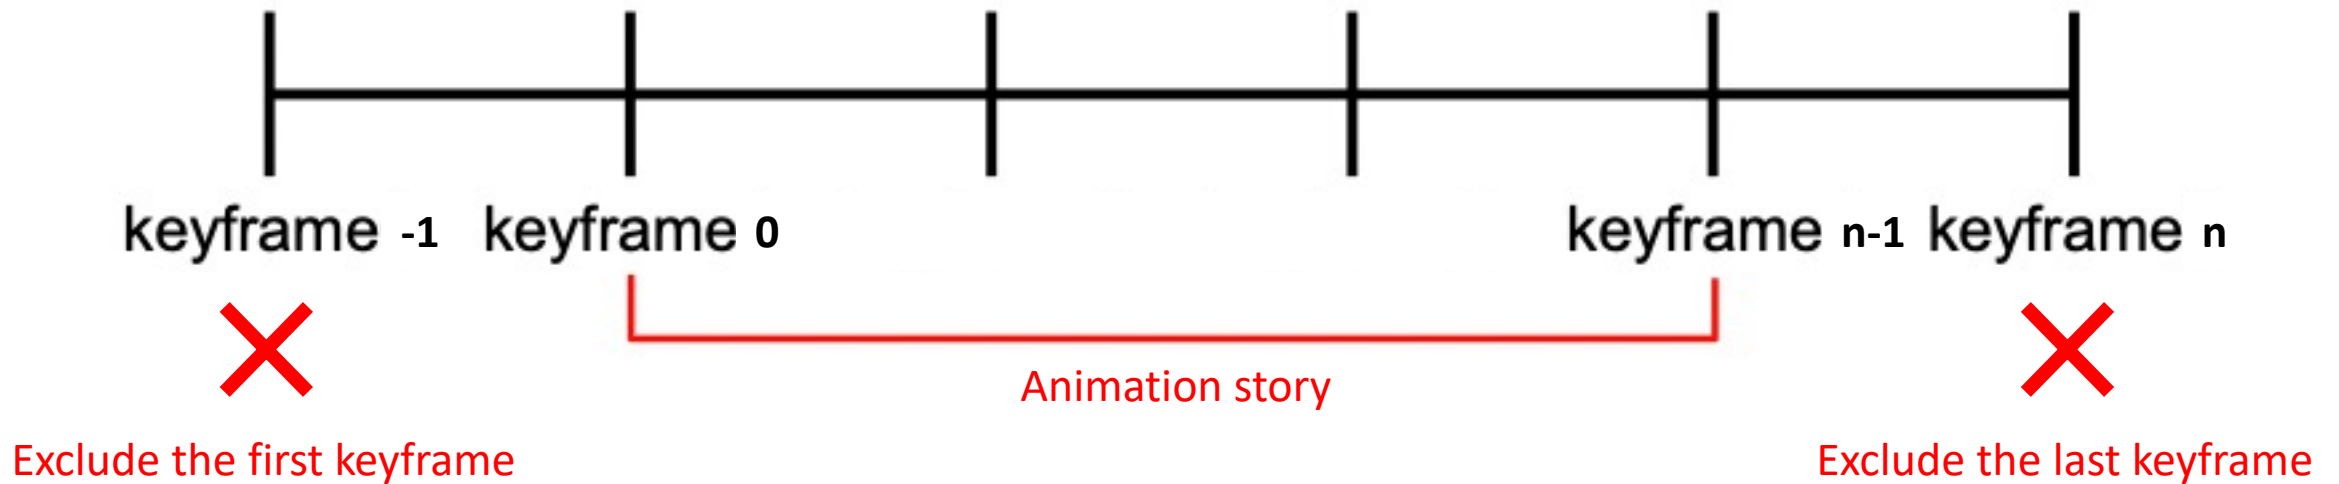 keyframe -1 keyframe 0 keyframe n-1 keyframe n
Animation story
Exclude the first keyframe Exclude the last keyframe